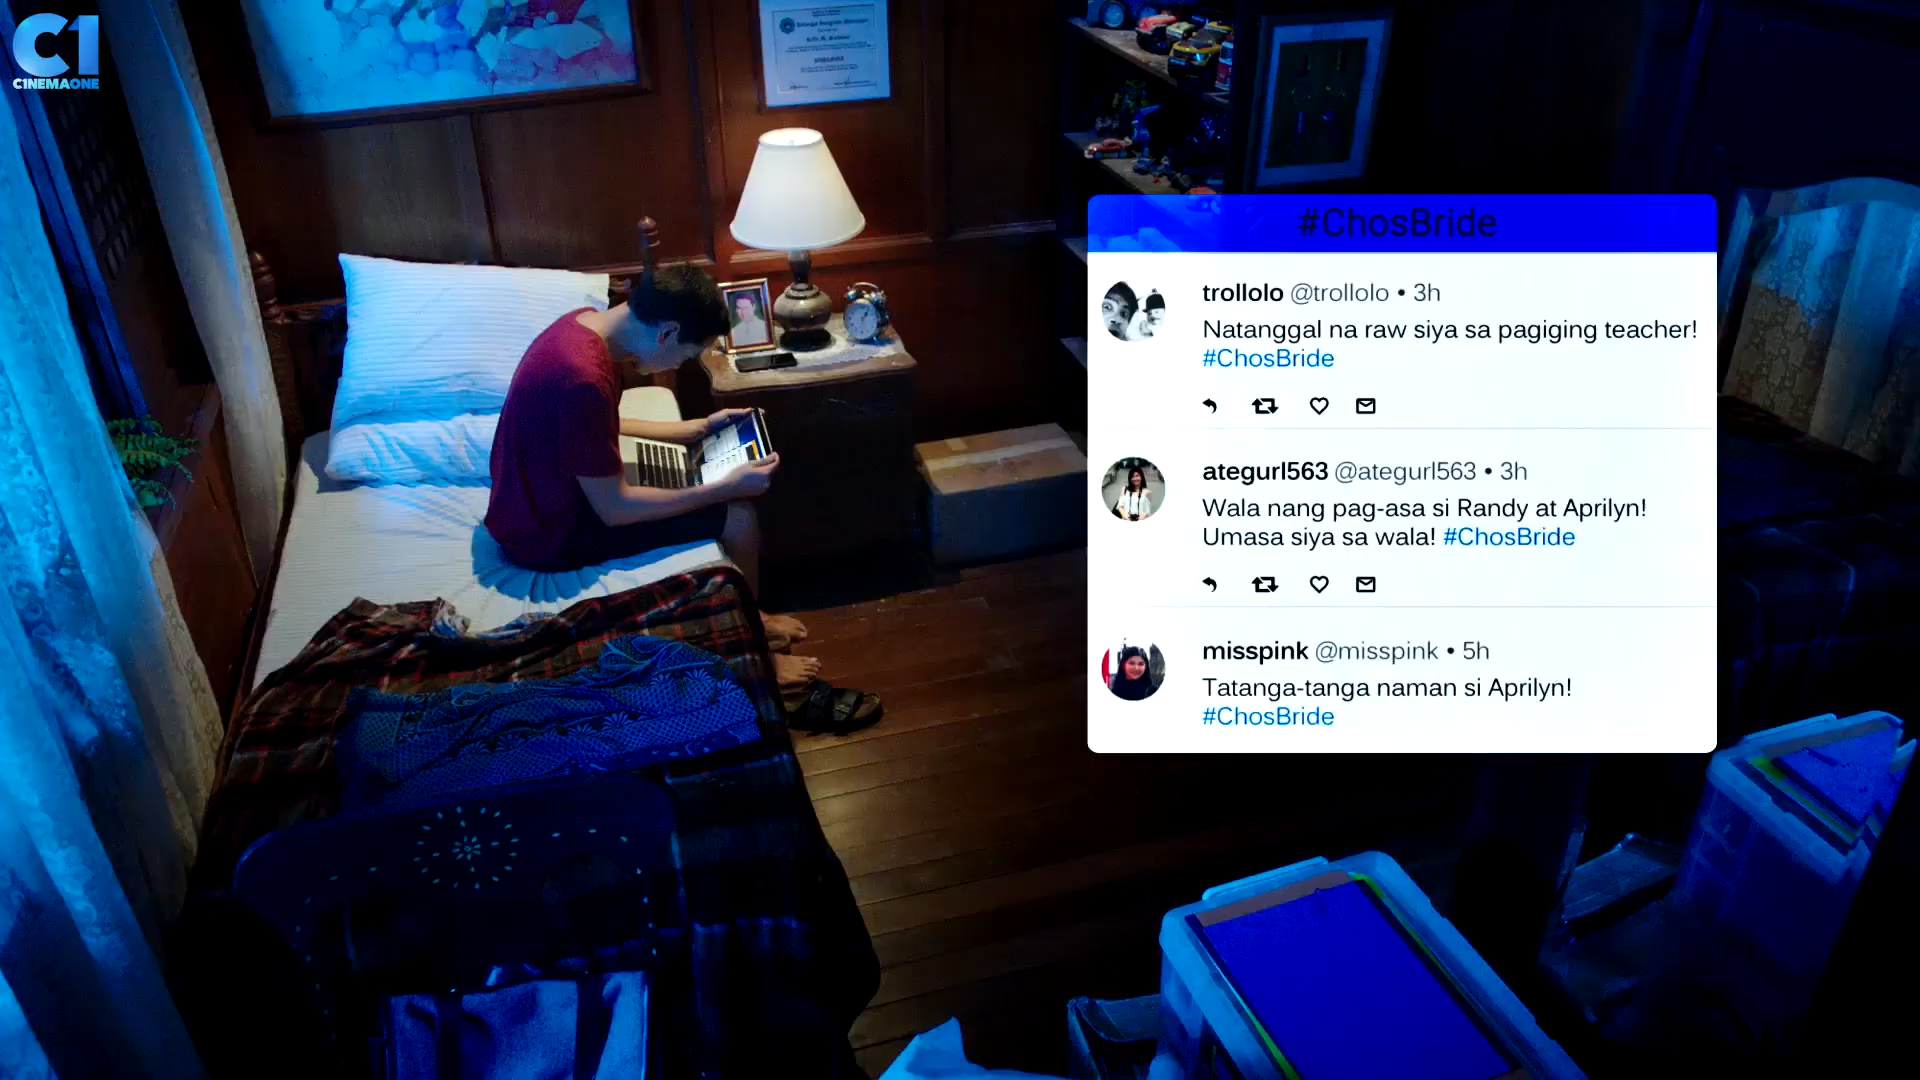 C1
C1NEMAONE
#ChosBride
trollolo @trollolo • 3h
Natanggal na raw siya sa pagiging teacher!
#ChosBride
ategurl563 @ategurl563 • 3h
Wala nang pag-asa si Randy at Aprilyn!
Umasa siya sa wala! #ChosBride
misspink @misspink • 5h
Tatanga-tanga naman si Aprilyn!
#ChosBride